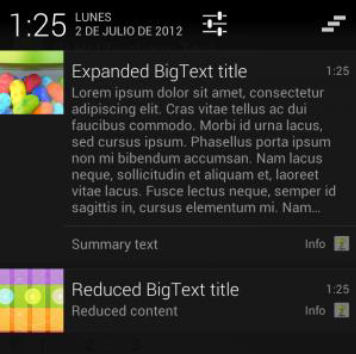 1:25 LUNES
2 DE JULIO DE 2012
Expanded BigText title 1:25
Lorem ipsum dolor sit amet, consectetur
adipiscing elit. Cras vitae turpis ac dui
faucibus commodo. Morbi id urna lacus,
sed cursus ipsum. Phasellus porta ipsum
non mi bibendum accumsan. Nam lacus
neque, sollicitudin et aliquam et, laoreet
vitae lacus. Fusce lectus neque, semper id
sagittis in, cursus elementum mi. Nam...
Summary text Info
Reduced BigText title 1:25
Reduced content Info